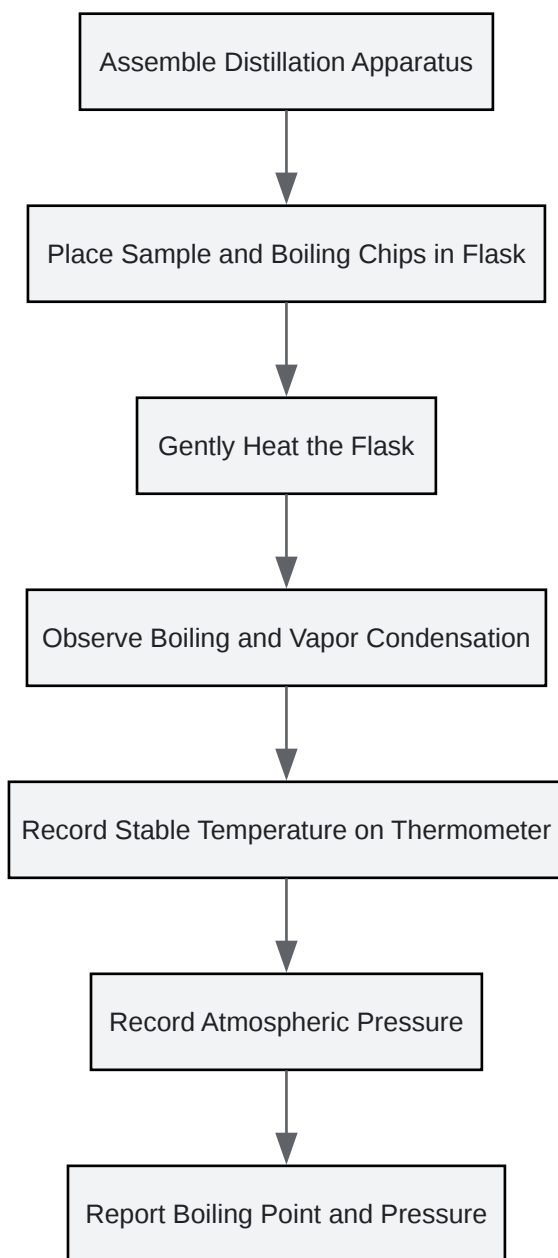 Assemble Distillation Apparatus
Place Sample and Boiling Chips in Flask
Gently Heat the Flask
Observe Boiling and Vapor Condensation
Record Stable Temperature on Thermometer
Record Atmospheric Pressure
Report Boiling Point and Pressure